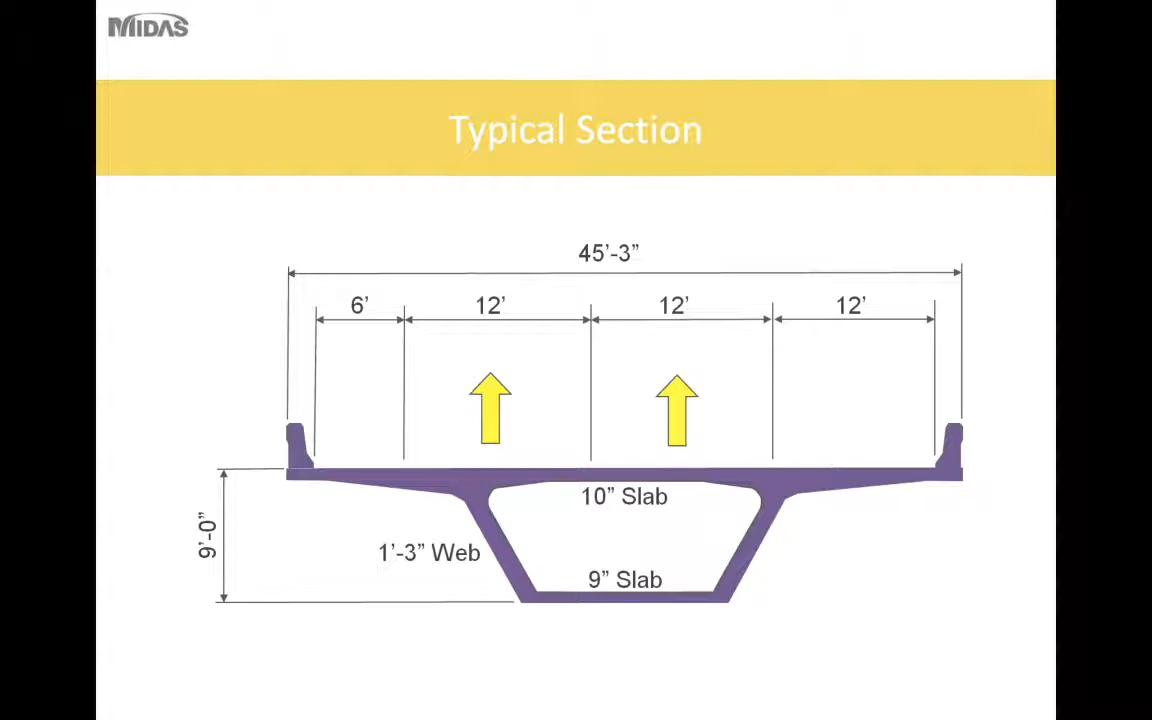 MIDAS
Typical Section
45’-3”
6’ 12’ 12’ 12’
10” Slab
9’-0”
1’-3” Web
9” Slab